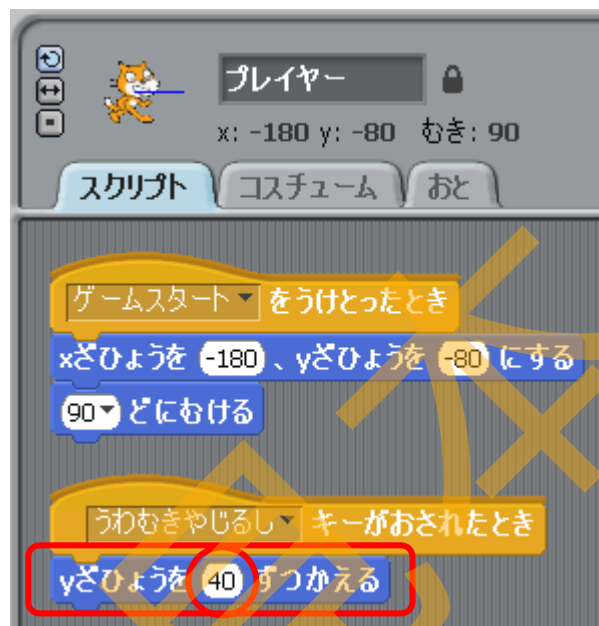 プレイヤー
x: -180 y: -80 むき: 90
スクリプト コスチューム おと
ゲームスタート をうけとったとき
xざひょうを -180 、yざひょうを -80 にする
90 どにむける
うわむきやじるし キーがおされたとき
yざひょうを 40 ずつかえる